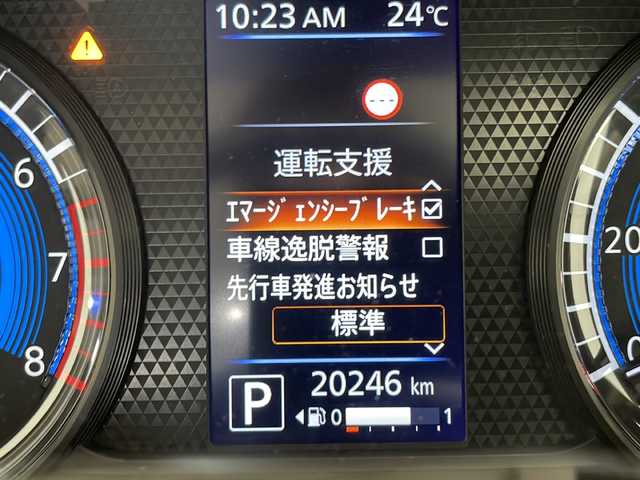 10:23 AM 24℃
---
運転支援
ｴﾏｰｼﾞｪﾝｼｰﾌﾞﾚｰｷ
車線逸脱警報
先行車発進お知らせ
標準
P 20246 km
0 1
6
7
8
20
0